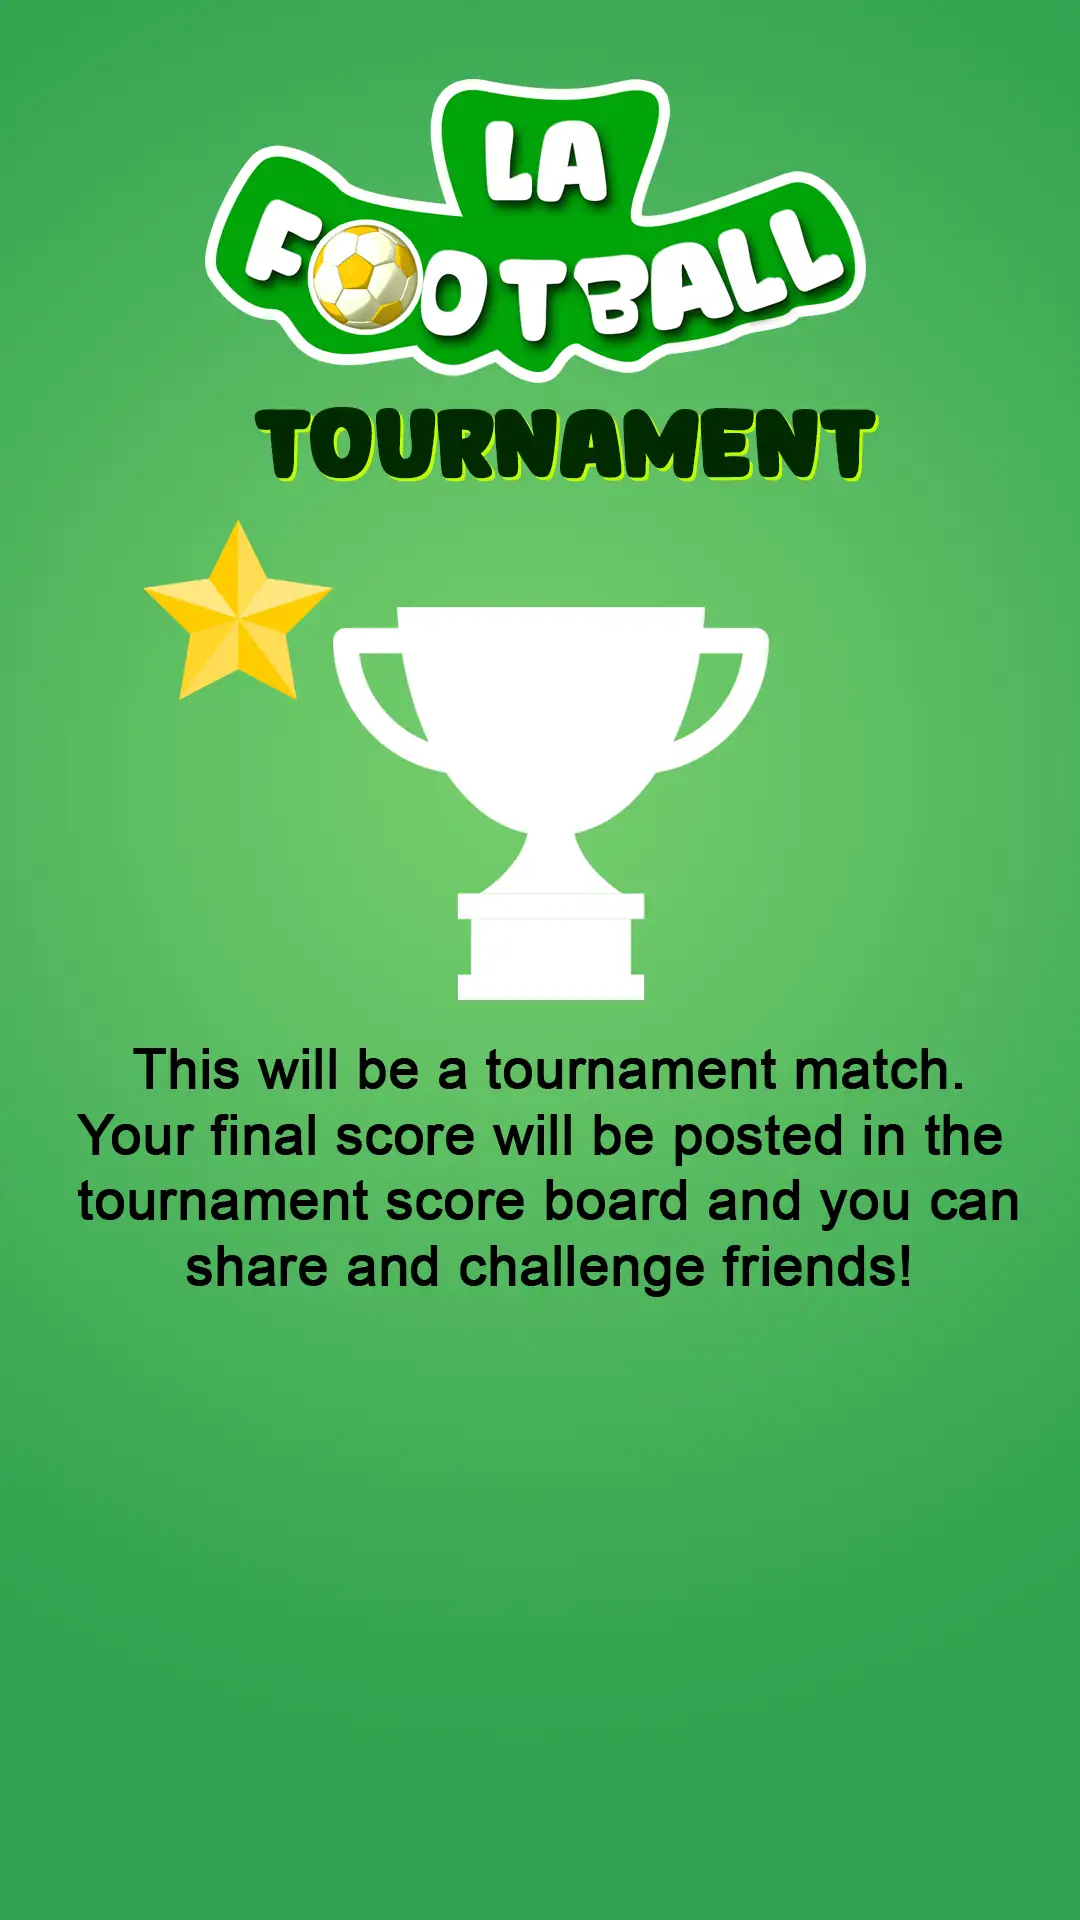 LA
FOOTBALL
TOURNAMENT
This will be a tournament match.
Your final score will be posted in the
tournament score board and you can
share and challenge friends!